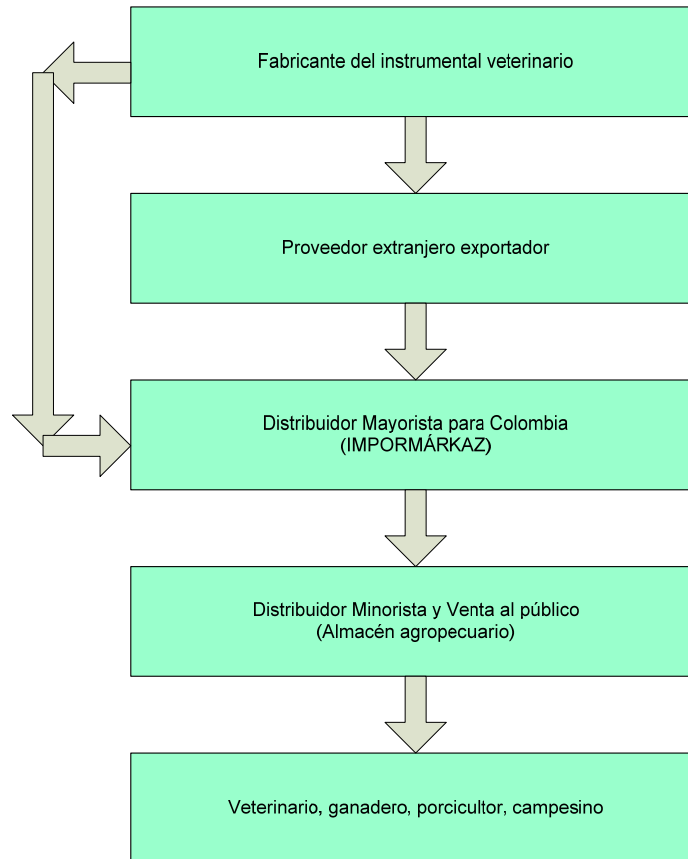 Fabricante del instrumental veterinario
Proveedor extranjero exportador
Distribuidor Mayorista para Colombia
(IMPORMÁRKAZ)
Distribuidor Minorista y Venta al público
(Almacén agropecuario)
Veterinario, ganadero, porcicultor, campesino